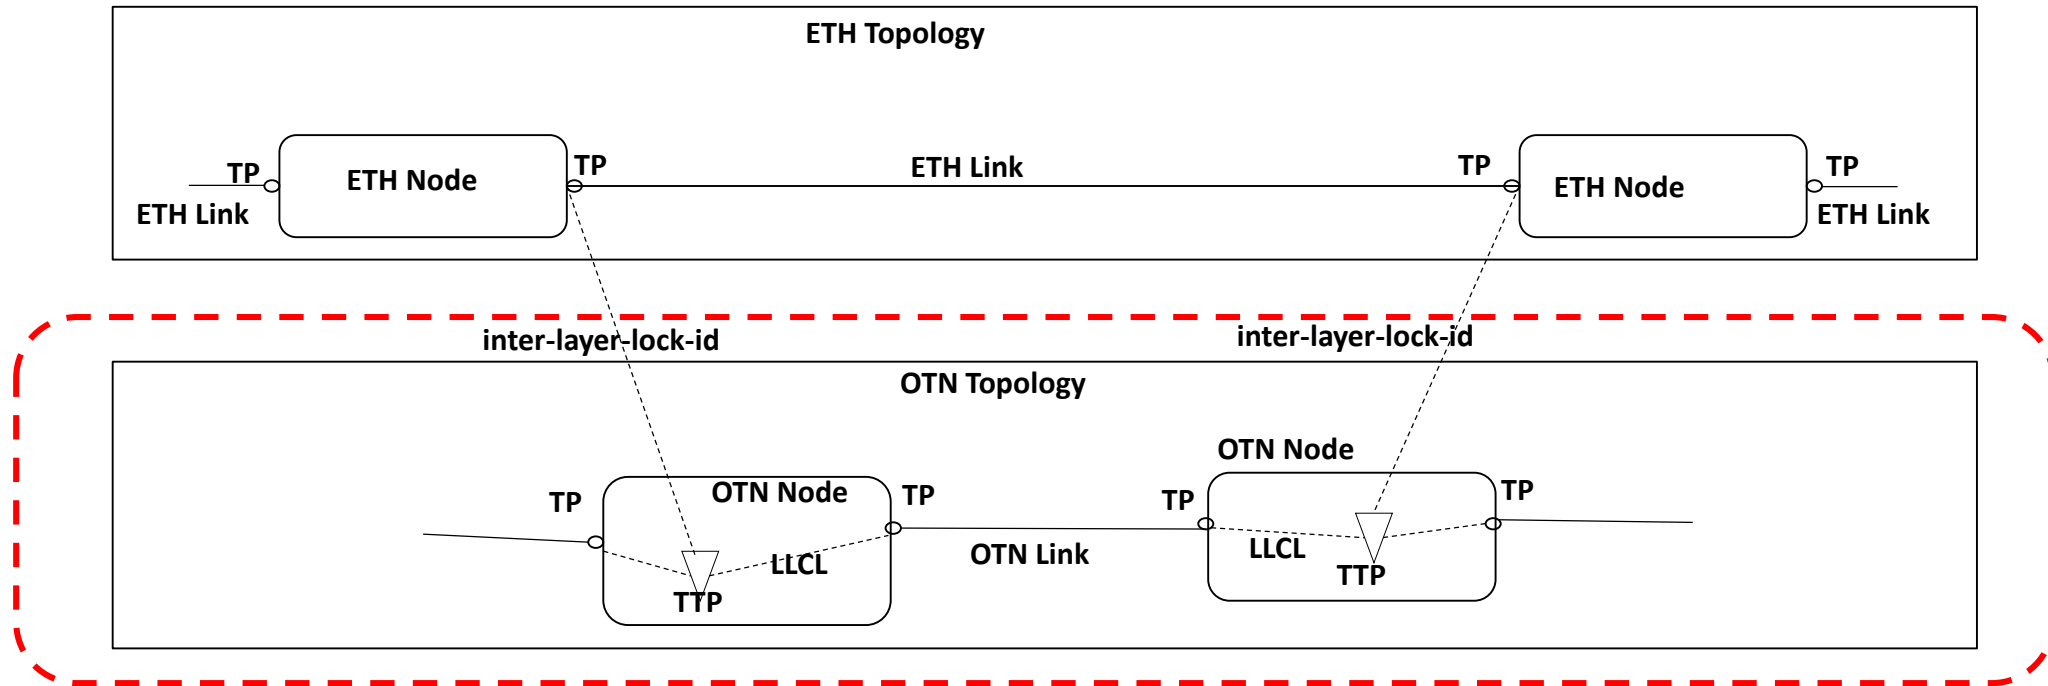 ETH Topology
TP
ETH Node
TP
ETH Link
TP
ETH Node
TP
ETH Link
ETH Link
inter-layer-lock-id
inter-layer-lock-id
OTN Topology
OTN Node
TP
OTN Node
TP
TP
TP
LLCL
TTP
OTN Link
LLCL
TTP